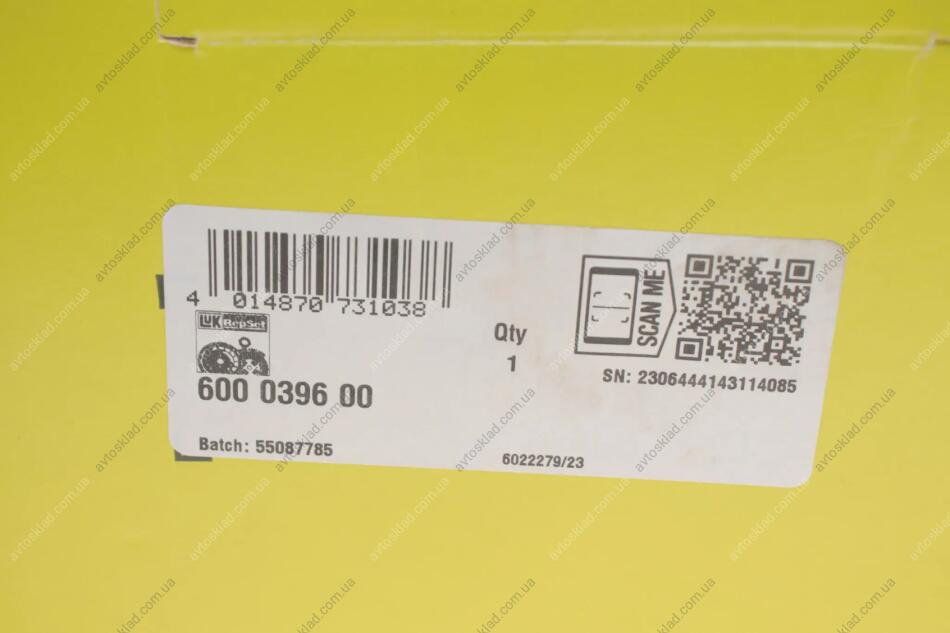 4 014870 731038
LUK RepSet
600 0396 00
Qty
1
SCAN ME
SN: 2306444143114085
Batch: 55087785
6022279/23
avtosklad.com.ua